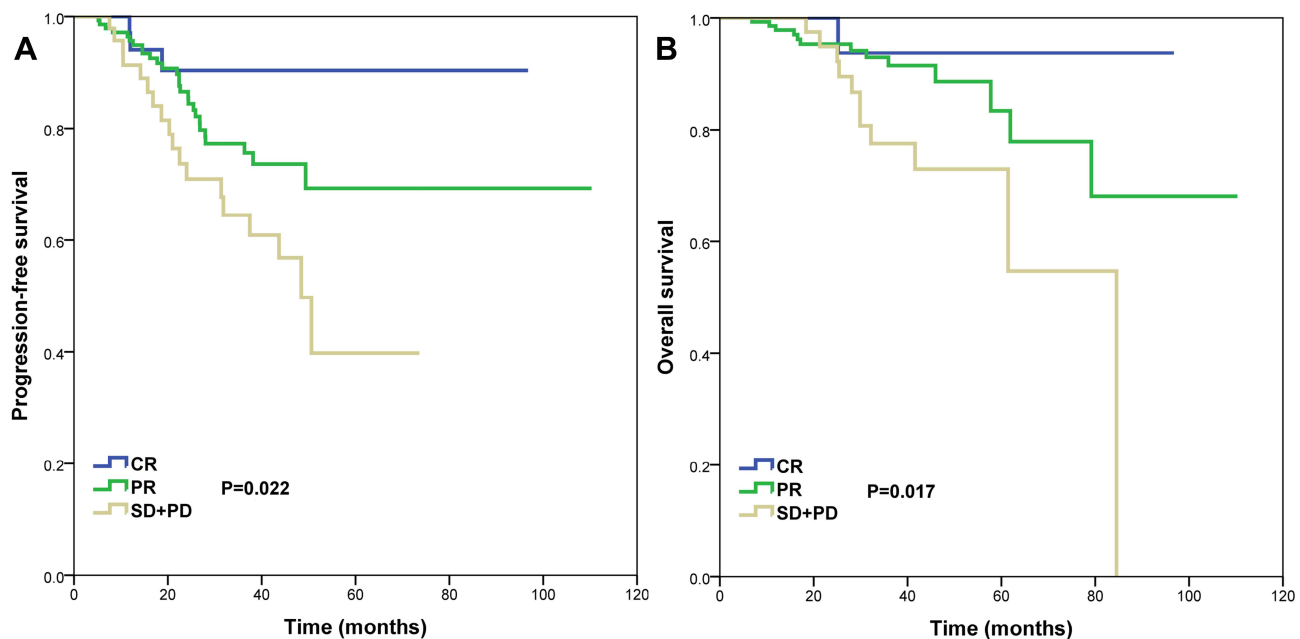 A
Progression-free survival
1.0
0.8
0.6
0.4
0.2
0.0
CR
PR
SD+PD
P=0.022
0 20 40 60 80 100 120
Time (months)
B
Overall survival
1.0
0.8
0.6
0.4
0.2
0.0
CR
PR
SD+PD
P=0.017
0 20 40 60 80 100 120
Time (months)